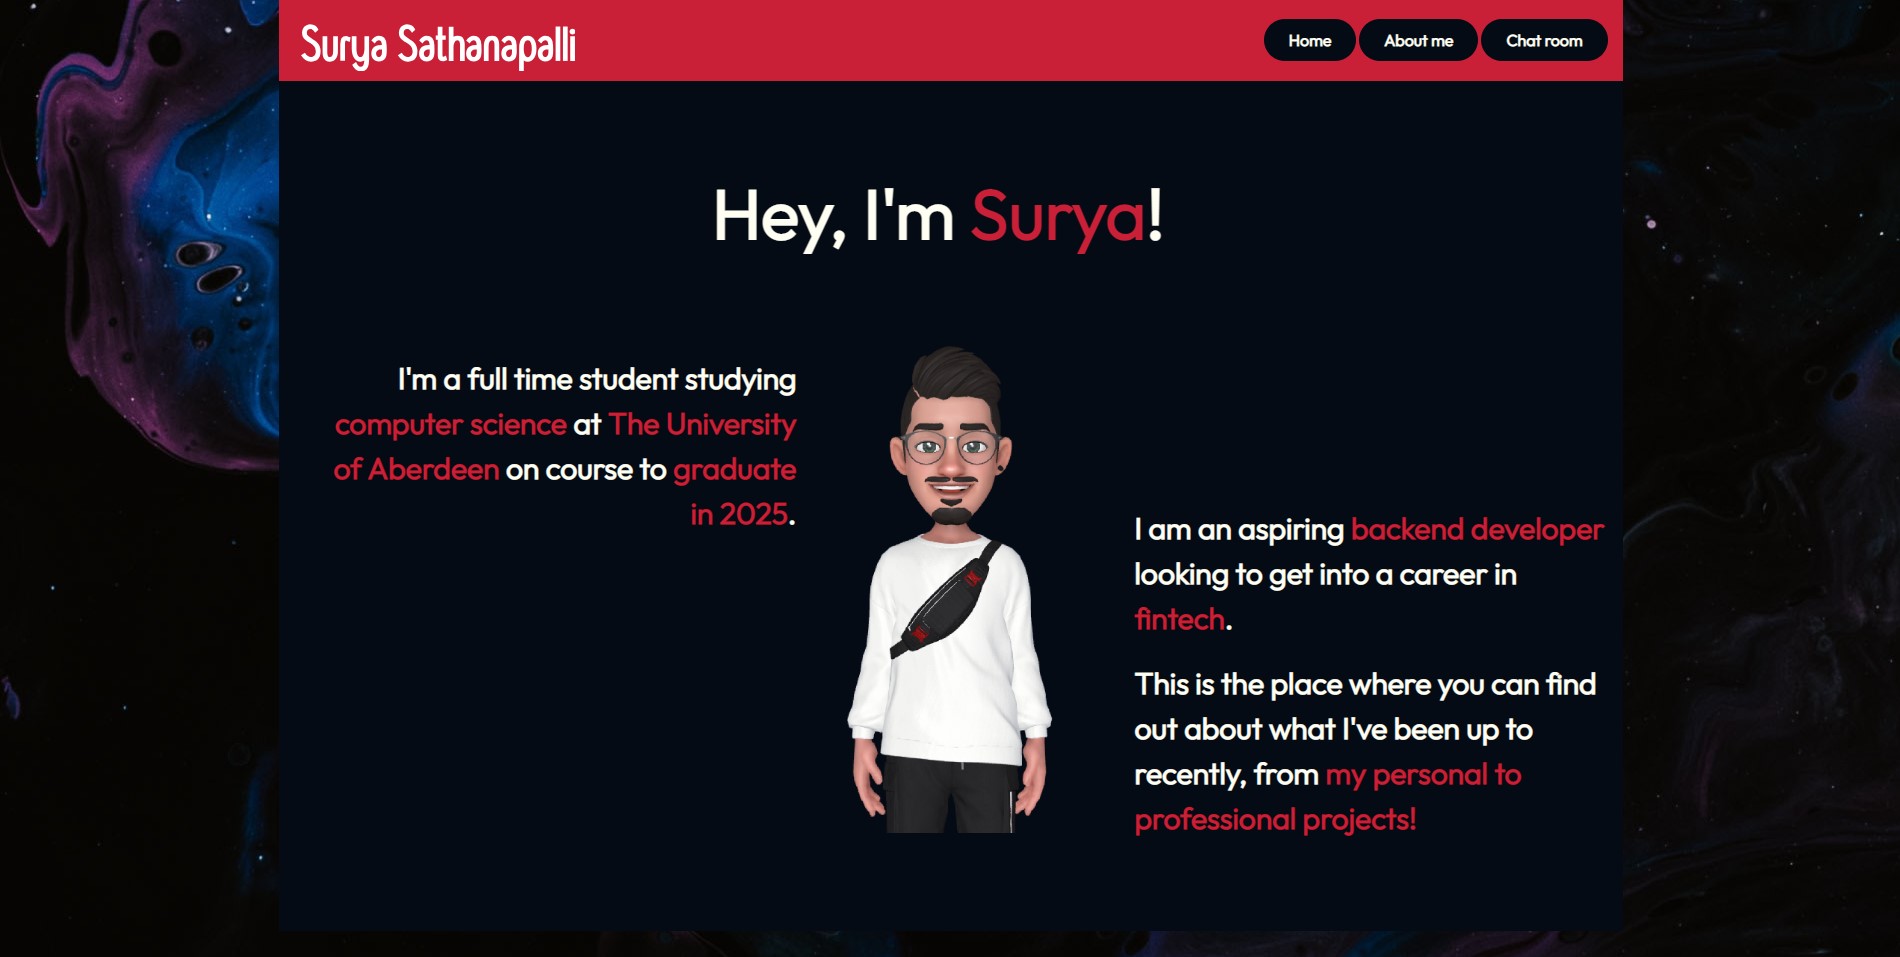 Surya Sathanapalli
Home
About me
Chat room
Hey, I'm Surya!
I'm a full time student studying
computer science at The University
of Aberdeen on course to graduate
in 2025.
I am an aspiring backend developer
looking to get into a career in
fintech.
This is the place where you can find
out about what I've been up to
recently, from my personal to
professional projects!